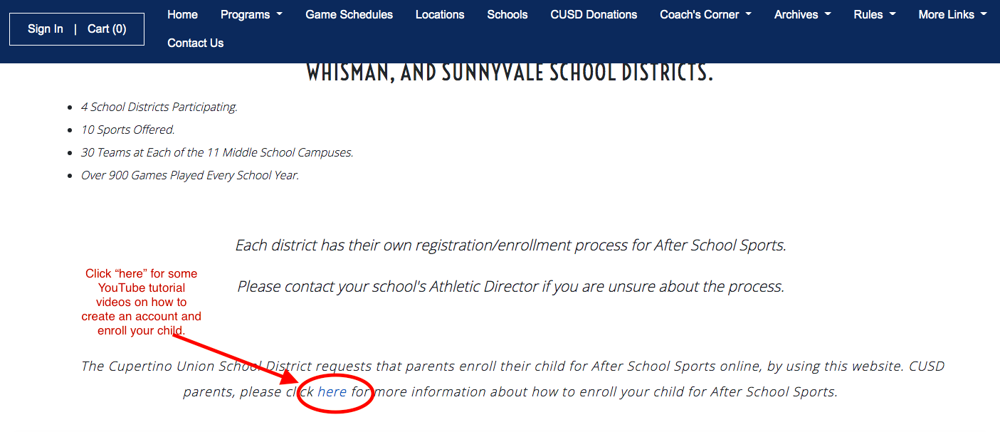 Sign In | Cart (0)
Home Programs Game Schedules Locations Schools CUSD Donations Coach's Corner Archives Rules More Links
Contact Us
WHISMAN, AND SUNNYVALE SCHOOL DISTRICTS.
4 School Districts Participating.
10 Sports Offered.
30 Teams at Each of the 11 Middle School Campuses.
Over 900 Games Played Every School Year.
Each district has their own registration/enrollment process for After School Sports.
Please contact your school's Athletic Director if you are unsure about the process.
Click “here” for some
YouTube tutorial
videos on how to
create an account and
enroll your child.
The Cupertino Union School District requests that parents enroll their child for After School Sports online, by using this website. CUSD
parents, please click here for more information about how to enroll your child for After School Sports.